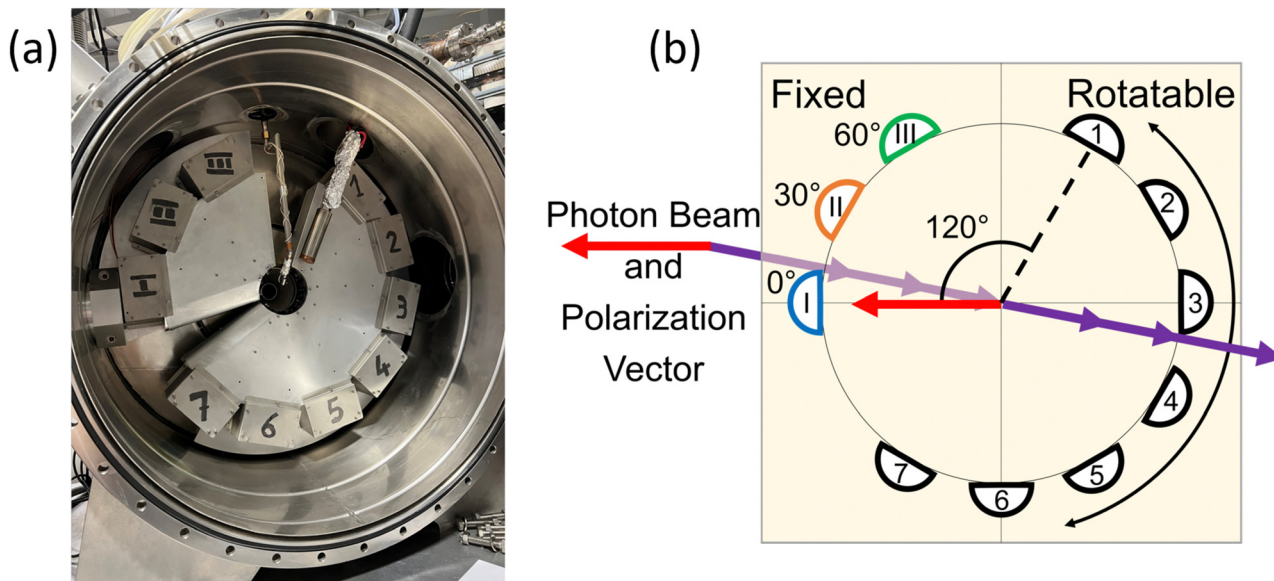 (a)
III
II
I
1
2
3
4
5
6
7
(b)
Fixed
Rotatable
60°
III
1
30°
II
2
120°
0°
I
3
4
5
6
7
Photon Beam
and
Polarization
Vector